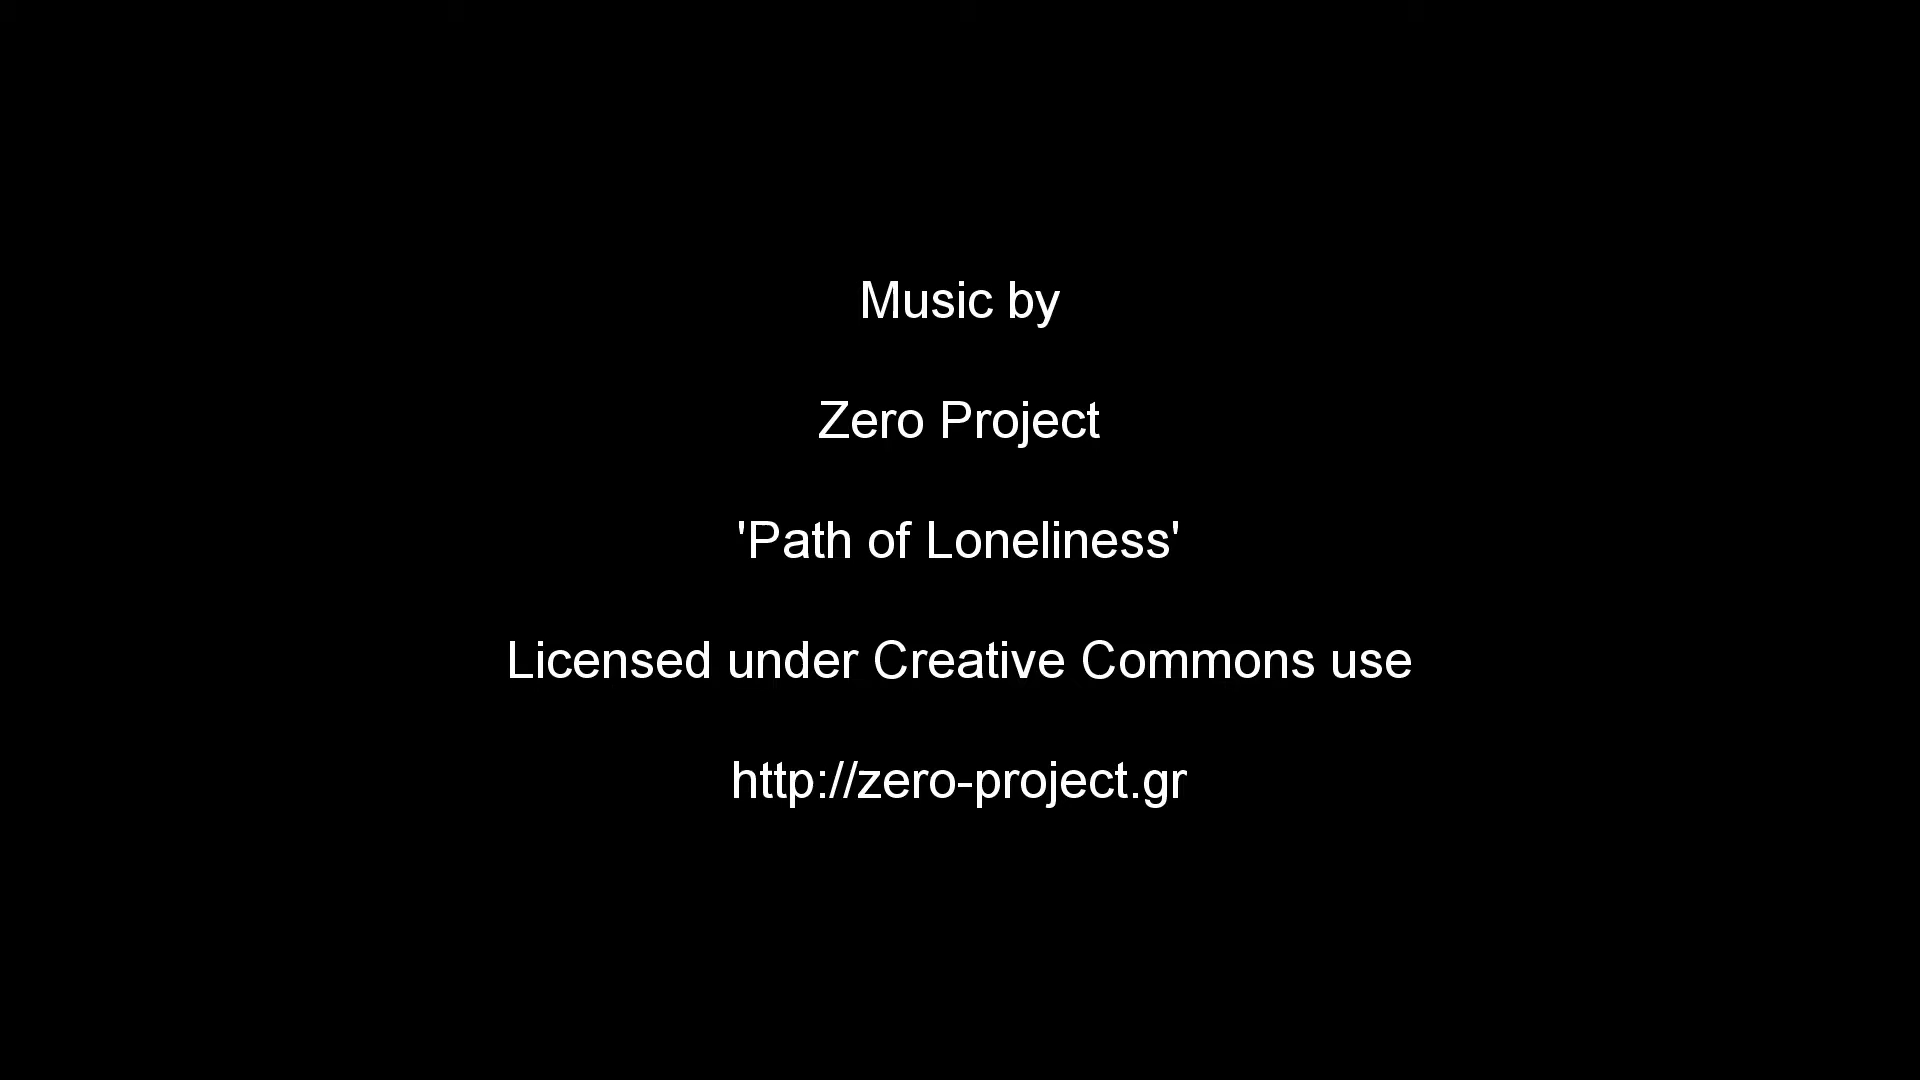 Music by
Zero Project
'Path of Loneliness'
Licensed under Creative Commons use
http://zero-project.gr